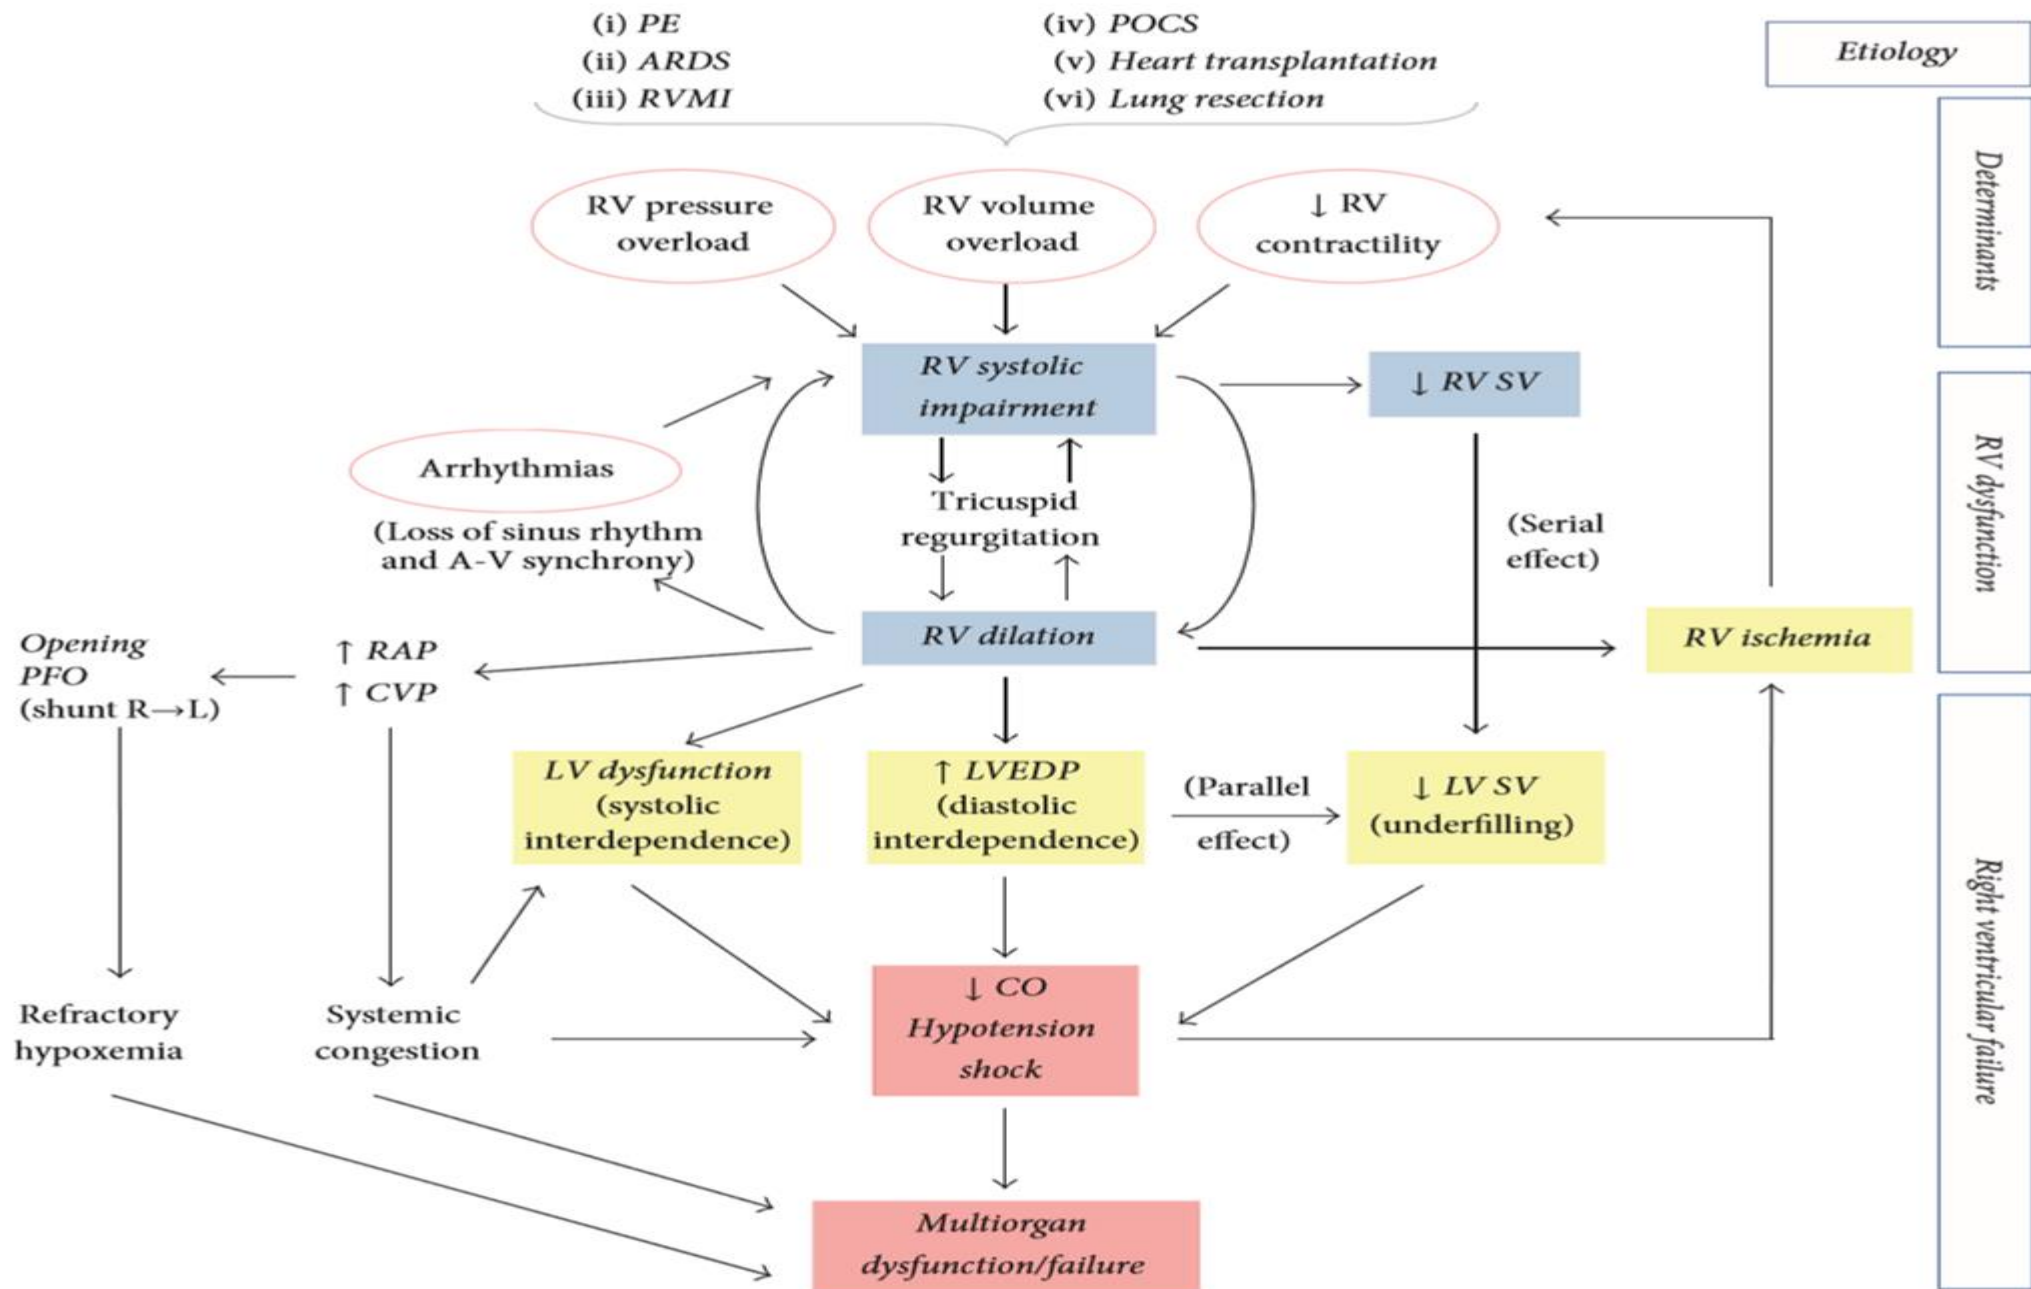 (i) PE
(ii) ARDS
(iii) RVMI
(iv) POCS
(v) Heart transplantation
(vi) Lung resection
Etiology
Determinants
RV pressure
overload
RV volume
overload
↓ RV
contractility
RV systolic
impairment
↓ RV SV
RV dysfunction
Arrhythmias
(Loss of sinus rhythm
and A-V synchrony)
Tricuspid
regurgitation
(Serial
effect)
RV dilation
RV ischemia
Opening
PFO
(shunt R→L)
↑ RAP
↑ CVP
LV dysfunction
(systolic
interdependence)
↑ LVEDP
(diastolic
interdependence)
(Parallel
effect)
↓ LV SV
(underfilling)
Right ventricular failure
Refractory
hypoxemia
Systemic
congestion
↓ CO
Hypotension
shock
Multiorgan
dysfunction/failure